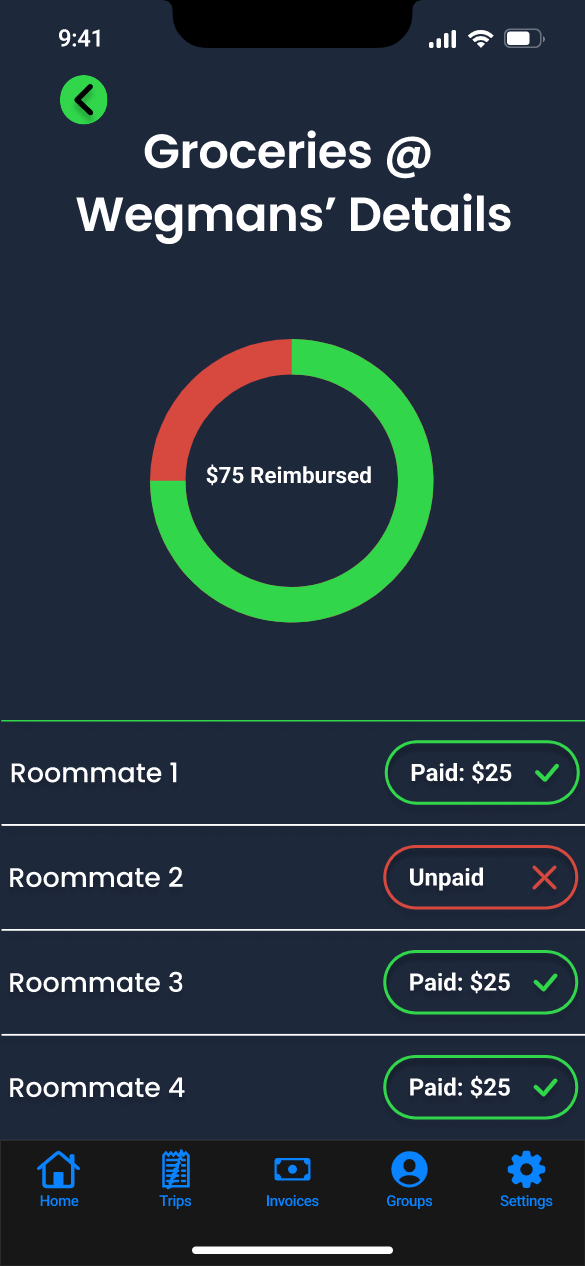 9:41
Groceries @
Wegmans’ Details
$75 Reimbursed
Roommate 1
Paid: $25
Roommate 2
Unpaid
Roommate 3
Paid: $25
Roommate 4
Paid: $25
Home
Trips
Invoices
Groups
Settings